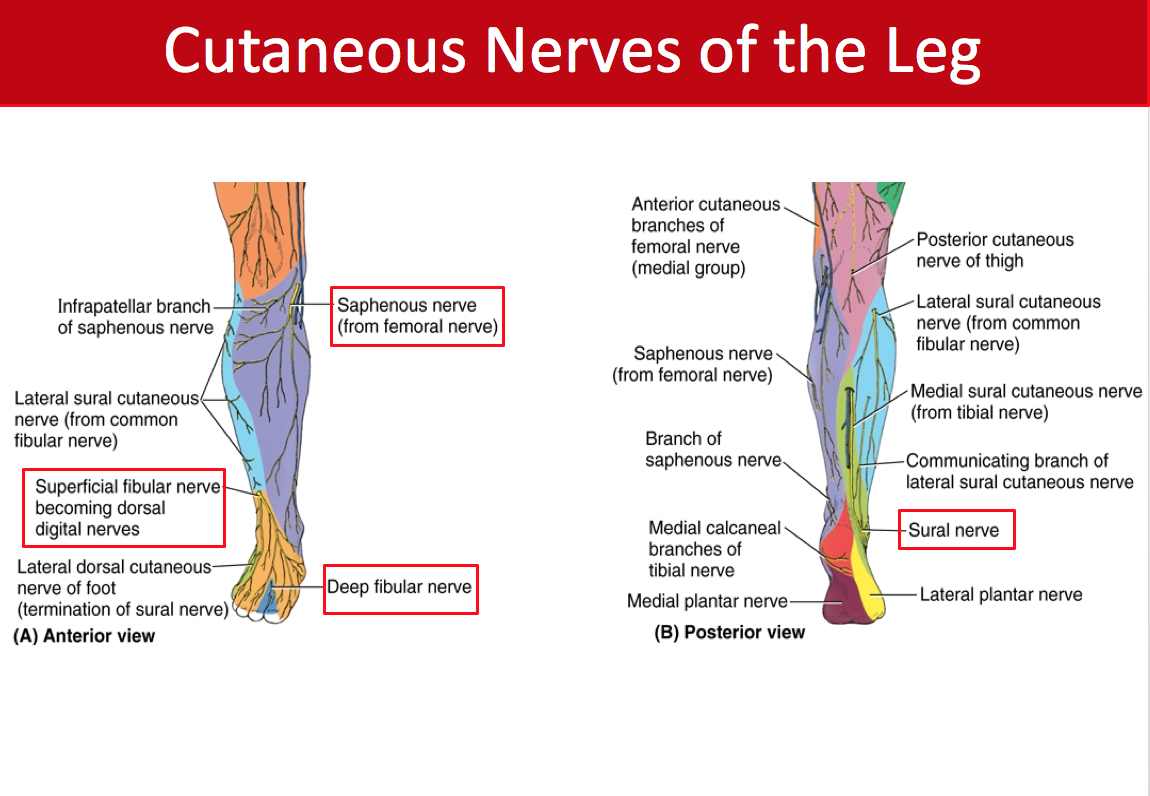 Cutaneous Nerves of the Leg
Infrapatellar branch
of saphenous nerve
Saphenous nerve
(from femoral nerve)
Lateral sural cutaneous
nerve (from common
fibular nerve)
Superficial fibular nerve
becoming dorsal
digital nerves
Lateral dorsal cutaneous
nerve of foot
(termination of sural nerve)
Deep fibular nerve
(A) Anterior view
Anterior cutaneous
branches of
femoral nerve
(medial group)
Posterior cutaneous
nerve of thigh
Lateral sural cutaneous
nerve (from common
fibular nerve)
Saphenous nerve
(from femoral nerve)
Medial sural cutaneous nerve
(from tibial nerve)
Branch of
saphenous nerve
Communicating branch of
lateral sural cutaneous nerve
Medial calcaneal
branches of
tibial nerve
Sural nerve
Medial plantar nerve
Lateral plantar nerve
(B) Posterior view